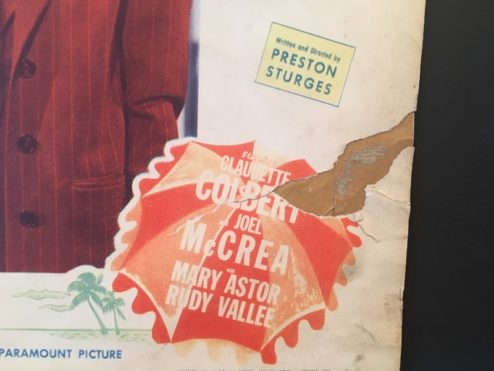 Written and Directed by
PRESTON
STURGES
CLAUDETTE
COLBERT
JOEL
McCREA
MARY ASTOR
RUDY VALLEE
PARAMOUNT PICTURE